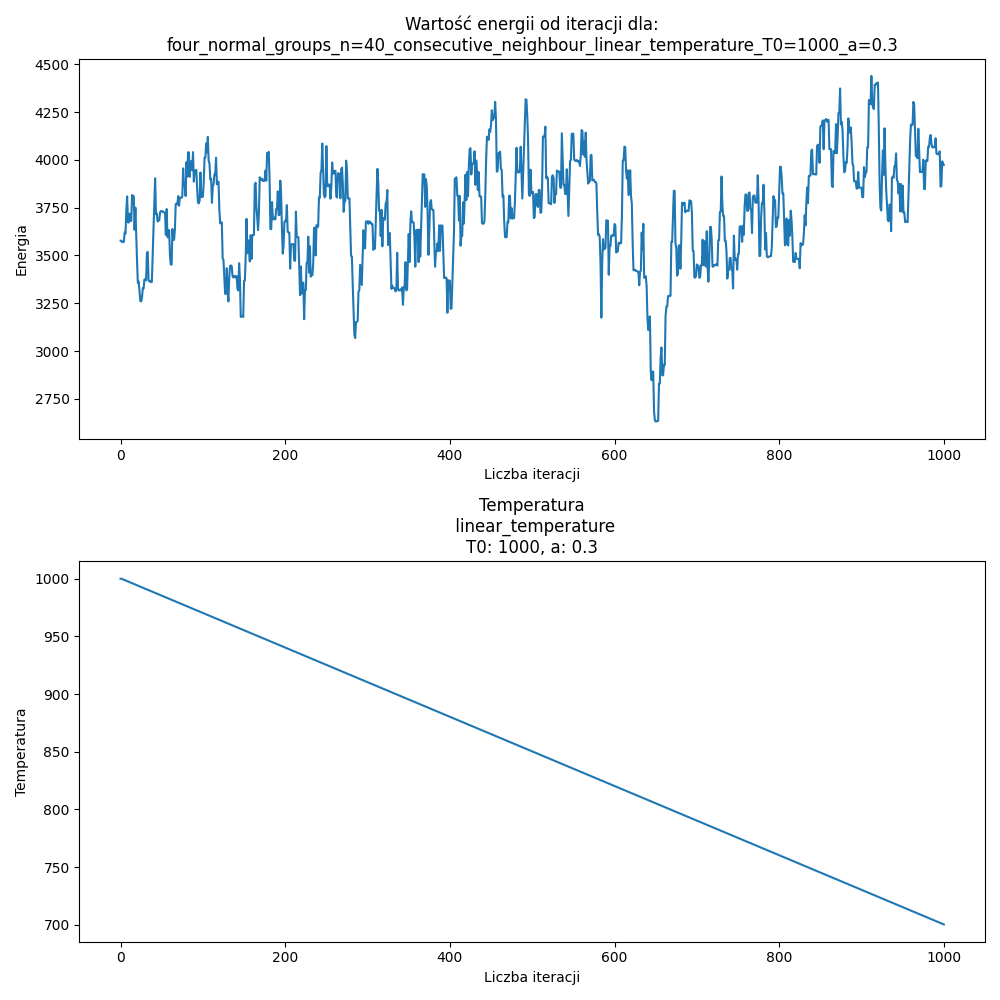 Wartość energii od iteracji dla:
four_normal_groups_n=40_consecutive_neighbour_linear_temperature_T0=1000_a=0.3
4500
4250
4000
3750
3500
3250
3000
2750
Energia
0 200 400 600 800 1000
Liczba iteracji
Temperatura
linear_temperature
T0: 1000, a: 0.3
1000
950
900
850
800
750
700
Temperatura
0 200 400 600 800 1000
Liczba iteracji